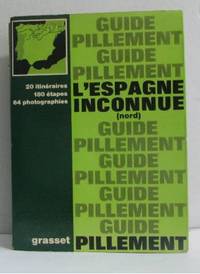 GUIDE
PILLEMENT
GUIDE
PILLEMENT
20 itinéraires
180 étapes
64 photographies
L'ESPAGNE
INCONNUE
(nord)
GUIDE
PILLEMENT
GUIDE
PILLEMENT
GUIDE
PILLEMENT
GUIDE
grasset
PILLEMENT